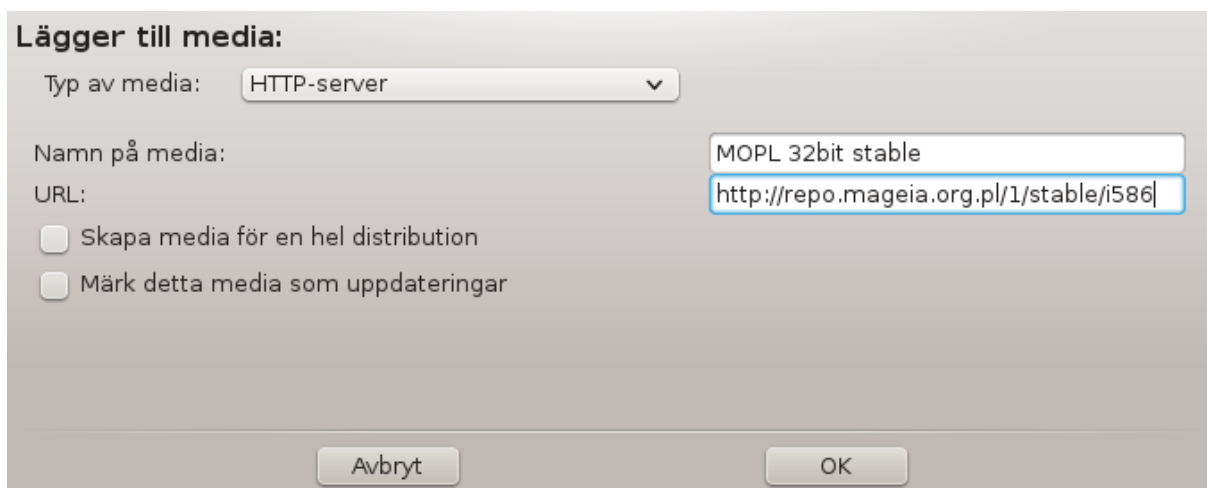 Lägger till media:
Typ av media: HTTP-server
Namn på media: MOPL 32bit stable
URL: http://repo.mageia.org.pl/1/stable/i586
Skapa media för en hel distribution
Märk detta media som uppdateringar
Avbryt OK